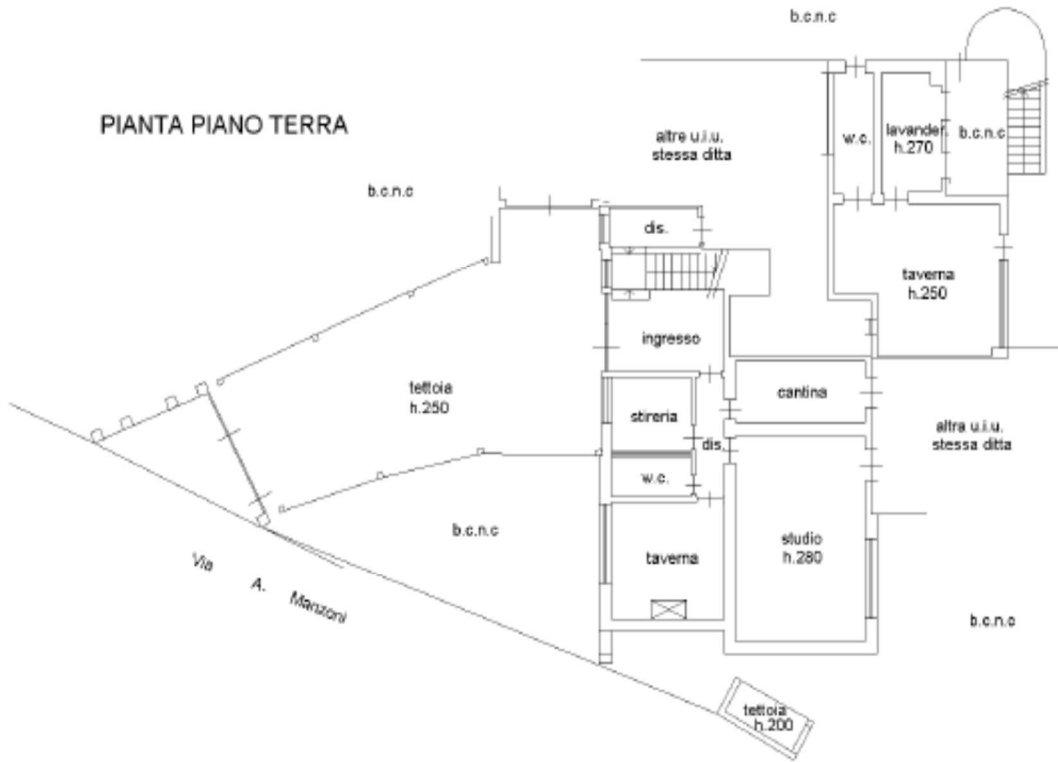 b.c.n.c
PIANTA PIANO TERRA
altre u.i.u.
stessa ditta
w.c.
lavander.
h.270
b.c.n.c
b.c.n.c
dis.
taverna
h.250
ingresso
tettoia
h.250
cantina
stireria
altra u.i.u.
stessa ditta
dis.
w.c.
b.c.n.c
studio
h.280
taverna
Via A. Manzoni
b.c.n.c
tettoia
h.200